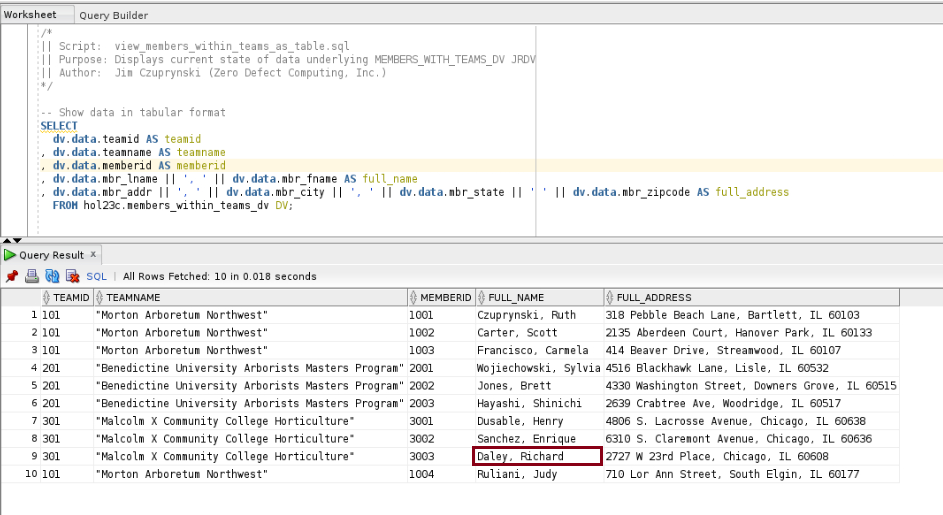 Worksheet Query Builder
/*
|| Script:  view_members_within_teams_as_table.sql
|| Purpose: Displays current state of data underlying MEMBERS_WITH_TEAMS_DV JRDV
|| Author:  Jim Czuprynski (Zero Defect Computing, Inc.)
*/
-- Show data in tabular format
SELECT
dv.data.teamid AS teamid
, dv.data.teamname AS teamname
, dv.data.memberid AS memberid
, dv.data.mbr_lname || ', ' || dv.data.mbr_fname AS full_name
, dv.data.mbr_addr || ', ' || dv.data.mbr_city || ', ' || dv.data.mbr_state || ' ' || dv.data.mbr_zipcode AS full_address
FROM hol23c.members_within_teams_dv DV;
Query Result x
SQL | All Rows Fetched: 10 in 0.018 seconds
TEAMID TEAMNAME MEMBERID FULL_NAME FULL_ADDRESS
1 101 "Morton Arboretum Northwest" 1001 Czuprynski, Ruth 318 Pebble Beach Lane, Bartlett, IL 60103
2 101 "Morton Arboretum Northwest" 1002 Carter, Scott 2135 Aberdeen Court, Hanover Park, IL 60133
3 101 "Morton Arboretum Northwest" 1003 Francisco, Carmela 414 Beaver Drive, Streamwood, IL 60107
4 201 "Benedictine University Arborists Masters Program" 2001 Wojiechowski, Sylvia 4516 Blackhawk Lane, Lisle, IL 60532
5 201 "Benedictine University Arborists Masters Program" 2002 Jones, Brett 4330 Washington Street, Downers Grove, IL 60515
6 201 "Benedictine University Arborists Masters Program" 2003 Hayashi, Shinichi 2639 Crabtree Ave, Woodridge, IL 60517
7 301 "Malcolm X Community College Horticulture" 3001 Dusable, Henry 4806 S. Lacrosse Avenue, Chicago, IL 60638
8 301 "Malcolm X Community College Horticulture" 3002 Sanchez, Enrique 6310 S. Claremont Avenue, Chicago, IL 60636
9 301 "Malcolm X Community College Horticulture" 3003 Daley, Richard 2727 W 23rd Place, Chicago, IL 60608
10 101 "Morton Arboretum Northwest" 1004 Ruliani, Judy 710 Lor Ann Street, South Elgin, IL 60177